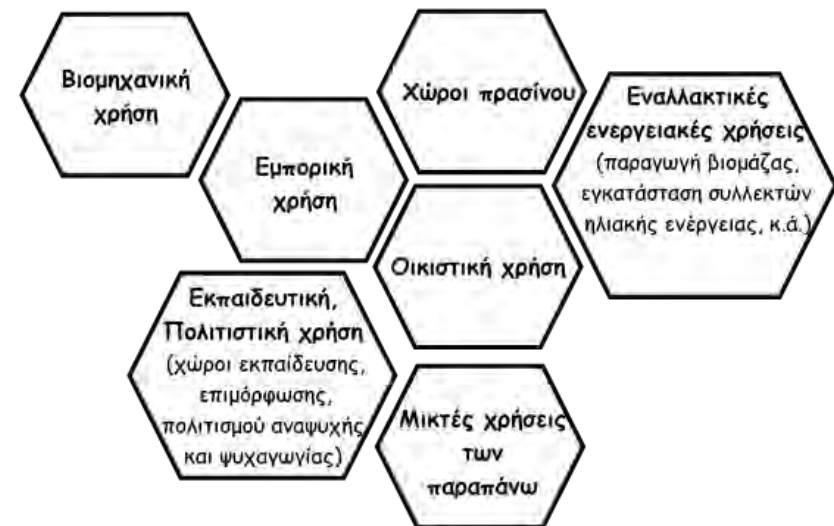 Βιομηχανική
χρήση
Εμπορική
χρήση
Χώροι πρασίνου
Εναλλακτικές
ενεργειακές χρήσεις
(παραγωγή βιομάζας,
εγκατάσταση συλλεκτών
ηλιακής ενέργειας, κ.ά.)
Οικιστική χρήση
Εκπαιδευτική,
Πολιτιστική χρήση
(χώροι εκπαίδευσης,
επιμόρφωσης,
πολιτισμού αναψυχής
και ψυχαγωγίας)
Μικτές χρήσεις
των
παραπάνω